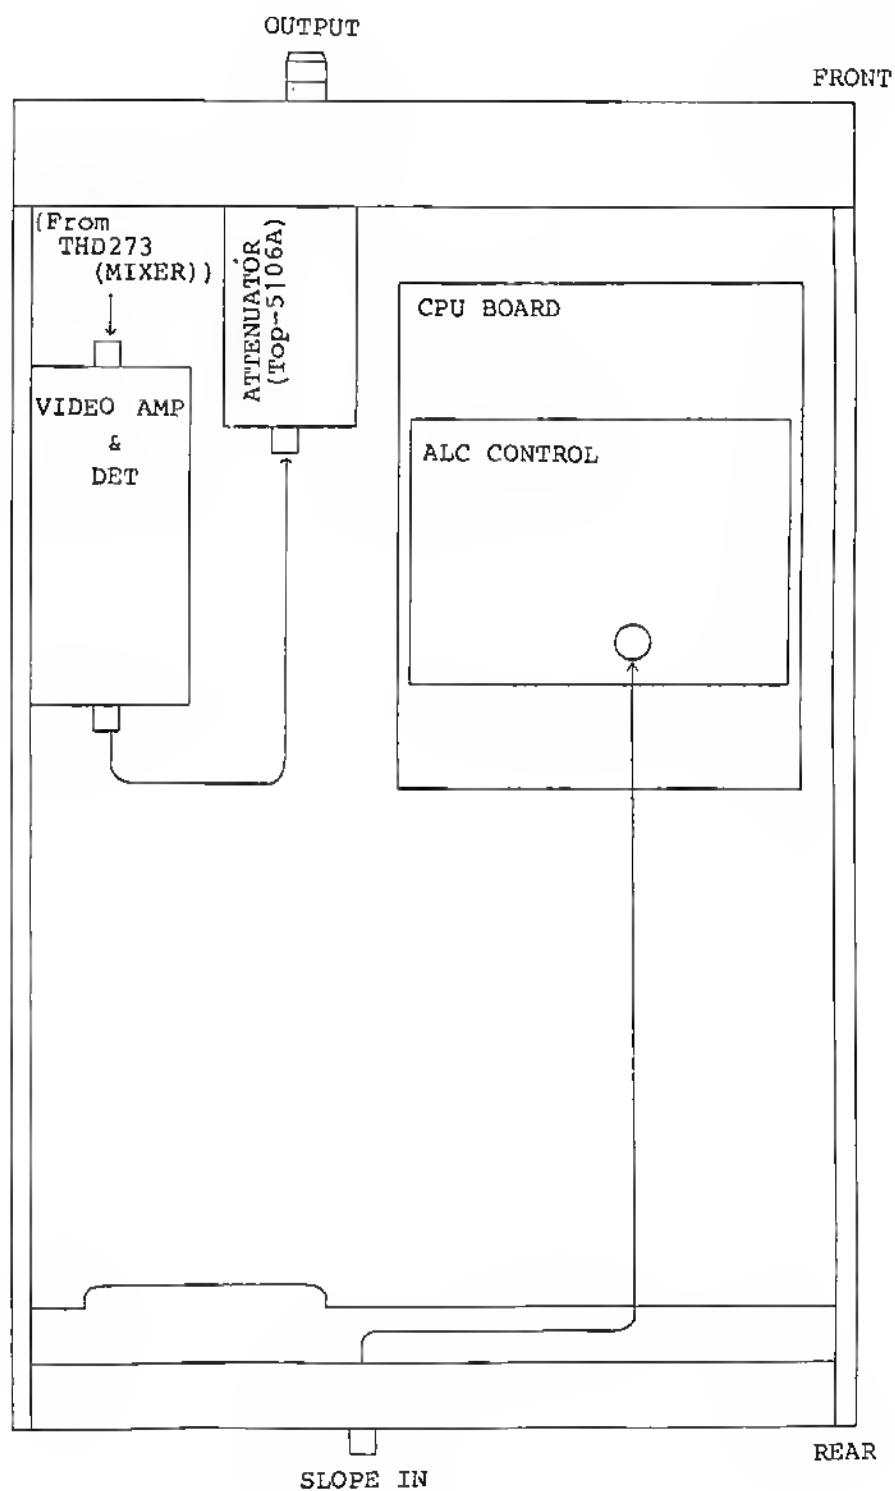 OUTPUT
FRONT
(From
THD273
(MIXER))
ATTENUATOR
(Top-5106A)
CPU BOARD
VIDEO AMP
&
DET
ALC CONTROL
REAR
SLOPE IN